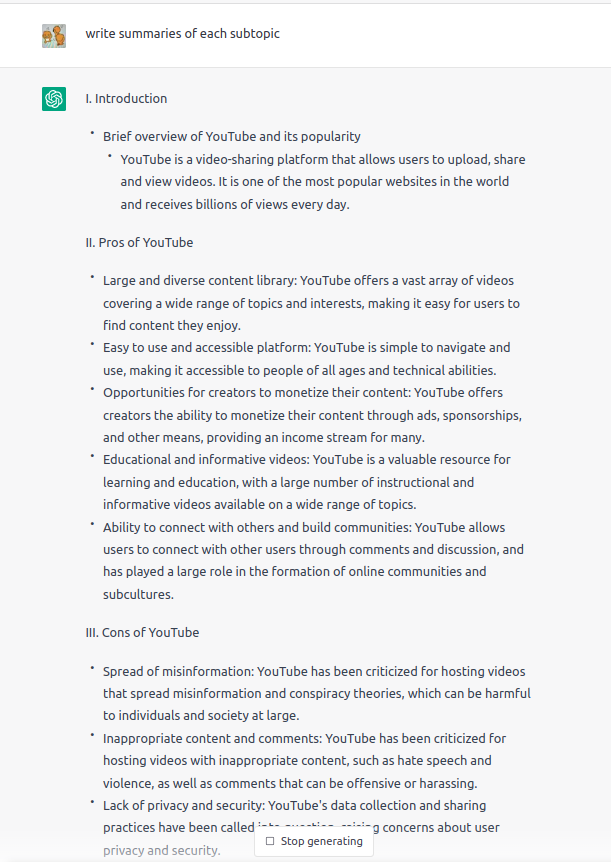 write summaries of each subtopic
I. Introduction
• Brief overview of YouTube and its popularity
• YouTube is a video-sharing platform that allows users to upload, share
and view videos. It is one of the most popular websites in the world
and receives billions of views every day.
II. Pros of YouTube
• Large and diverse content library: YouTube offers a vast array of videos
covering a wide range of topics and interests, making it easy for users to
find content they enjoy.
• Easy to use and accessible platform: YouTube is simple to navigate and
use, making it accessible to people of all ages and technical abilities.
• Opportunities for creators to monetize their content: YouTube offers
creators the ability to monetize their content through ads, sponsorships,
and other means, providing an income stream for many.
• Educational and informative videos: YouTube is a valuable resource for
learning and education, with a large number of instructional and
informative videos available on a wide range of topics.
• Ability to connect with others and build communities: YouTube allows
users to connect with other users through comments and discussion, and
has played a large role in the formation of online communities and
subcultures.
III. Cons of YouTube
• Spread of misinformation: YouTube has been criticized for hosting videos
that spread misinformation and conspiracy theories, which can be harmful
to individuals and society at large.
• Inappropriate content and comments: YouTube has been criticized for
hosting videos with inappropriate content, such as hate speech and
violence, as well as comments that can be offensive or harassing.
• Lack of privacy and security: YouTube's data collection and sharing
practices have been called into question, raising concerns about user
privacy and security.
Stop generating